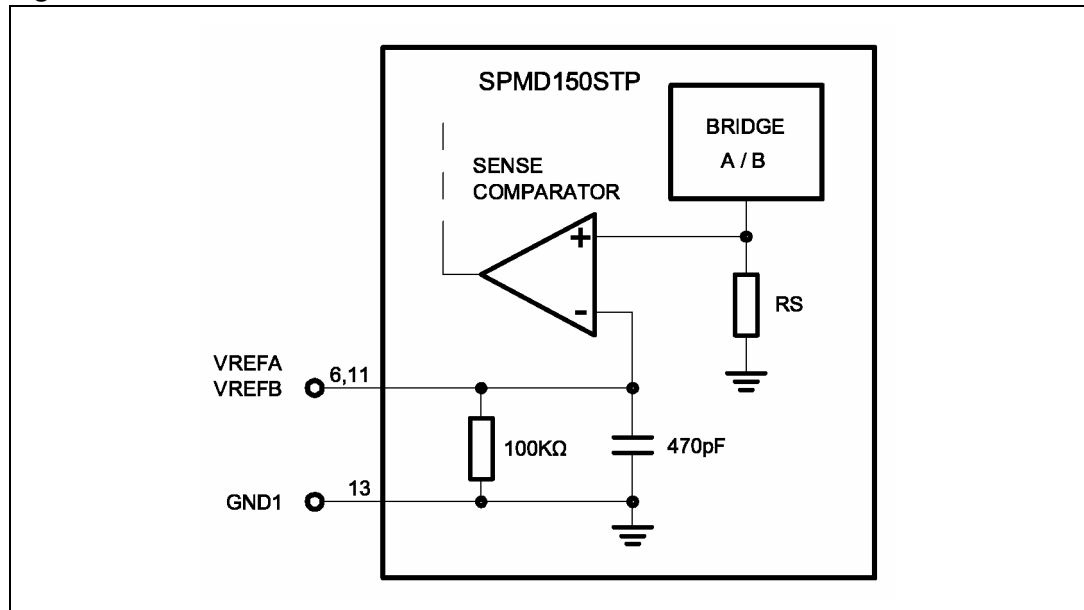 SPMD150STP
BRIDGE
A / B
SENSE
COMPARATOR
+
-
RS
VREFA
VREFB
6,11
100KΩ
470pF
GND1
13